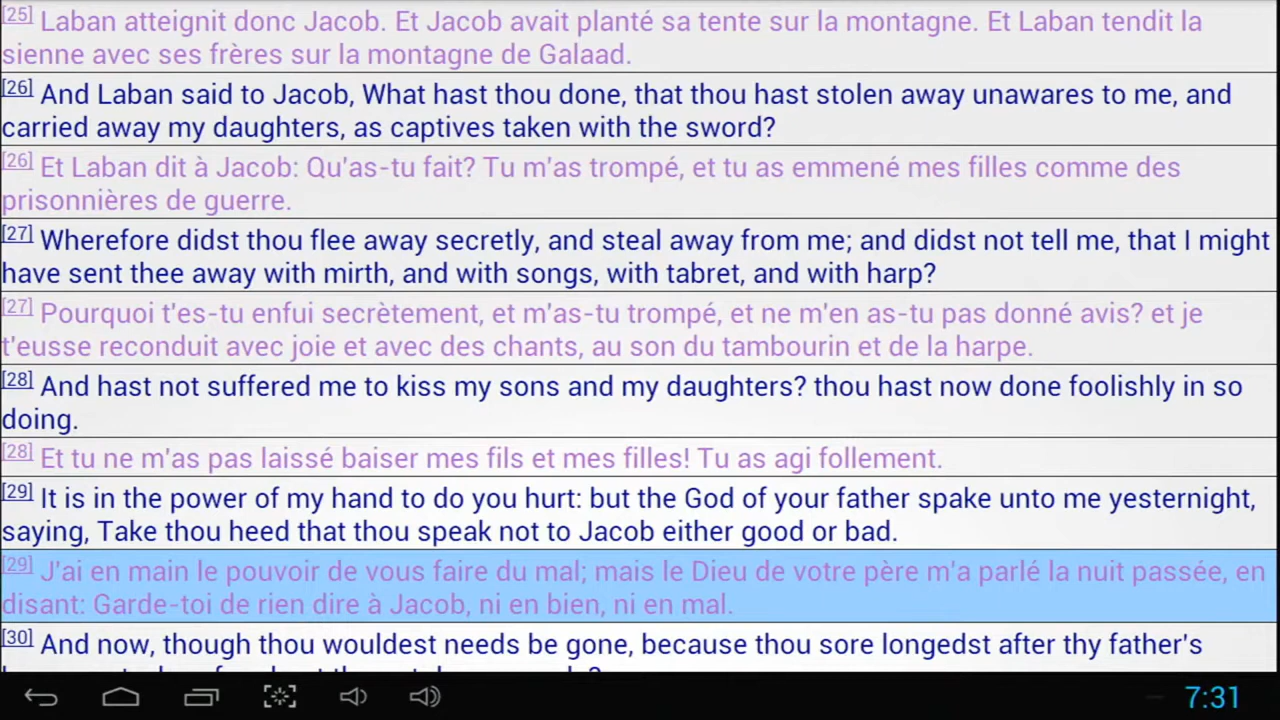 [25] Laban atteignit donc Jacob. Et Jacob avait planté sa tente sur la montagne. Et Laban tendit la
sienne avec ses frères sur la montagne de Galaad.
[26] And Laban said to Jacob, What hast thou done, that thou hast stolen away unawares to me, and
carried away my daughters, as captives taken with the sword?
[26] Et Laban dit à Jacob: Qu'as-tu fait? Tu m'as trompé, et tu as emmené mes filles comme des
prisonnières de guerre.
[27] Wherefore didst thou flee away secretly, and steal away from me; and didst not tell me, that I might
have sent thee away with mirth, and with songs, with tabret, and with harp?
[27] Pourquoi t'es-tu enfui secrètement, et m'as-tu trompé, et ne m'en as-tu pas donné avis? et je
t'eusse reconduit avec joie et avec des chants, au son du tambourin et de la harpe.
[28] And hast not suffered me to kiss my sons and my daughters? thou hast now done foolishly in so
doing.
[28] Et tu ne m'as pas laissé baiser mes fils et mes filles! Tu as agi follement.
[29] It is in the power of my hand to do you hurt: but the God of your father spake unto me yesternight,
saying, Take thou heed that thou speak not to Jacob either good or bad.
[29] J'ai en main le pouvoir de vous faire du mal; mais le Dieu de votre père m'a parlé la nuit passée, en
disant: Garde-toi de rien dire à Jacob, ni en bien, ni en mal.
[30] And now, though thou wouldest needs be gone, because thou sore longedst after thy father's
7:31